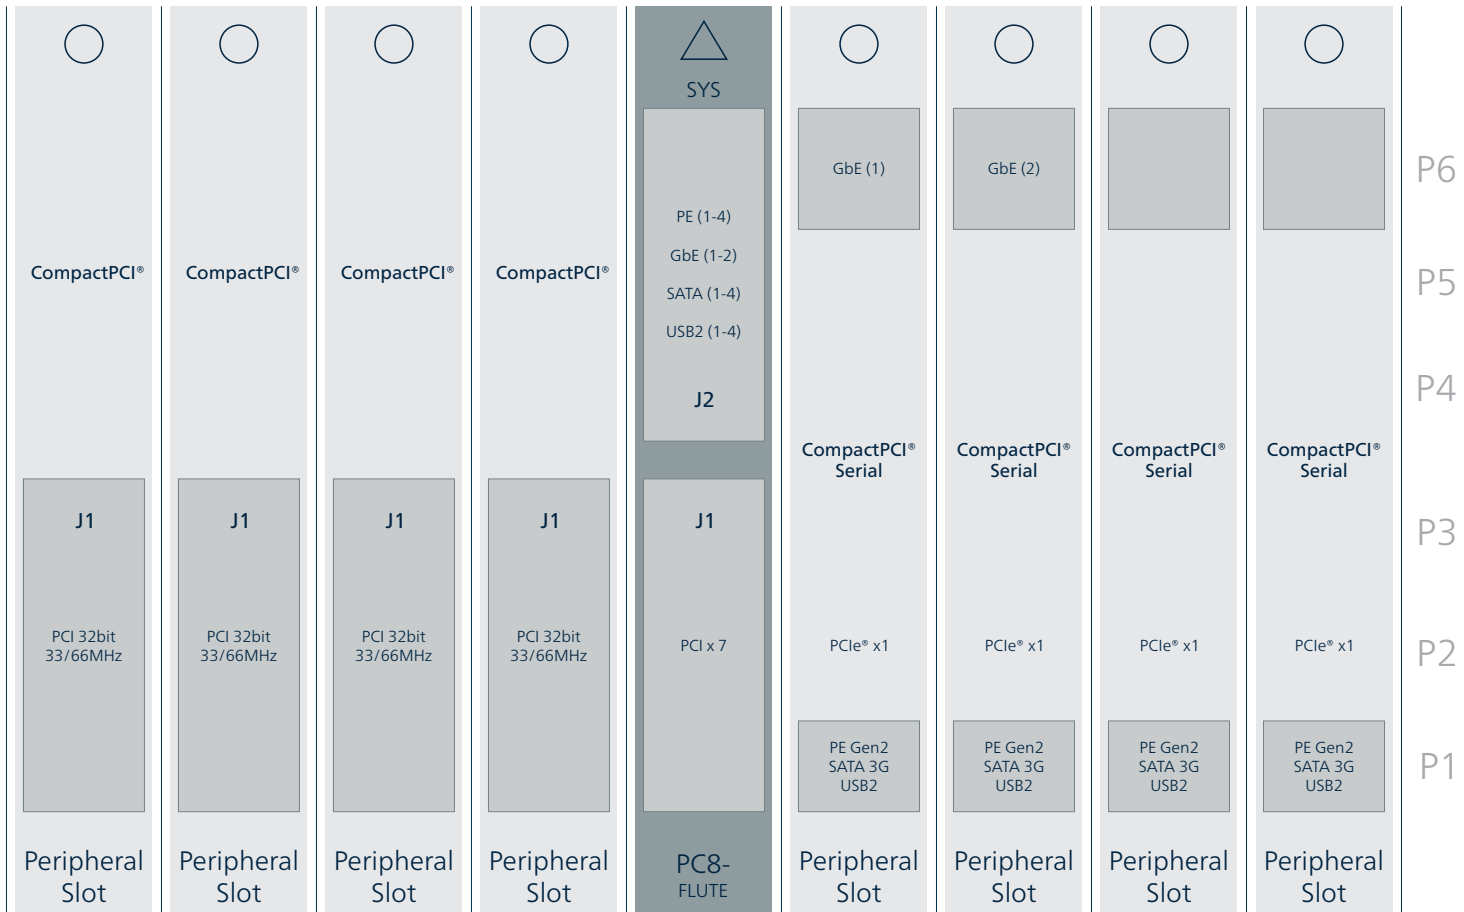 CompactPCI®
J1
PCI 32bit
33/66MHz
Peripheral
Slot
CompactPCI®
J1
PCI 32bit
33/66MHz
Peripheral
Slot
CompactPCI®
J1
PCI 32bit
33/66MHz
Peripheral
Slot
CompactPCI®
J1
PCI 32bit
33/66MHz
Peripheral
Slot
SYS
PE (1-4)
GbE (1-2)
SATA (1-4)
USB2 (1-4)
J2
J1
PCI x 7
PC8-
FLUTE
GbE (1)
CompactPCI®
Serial
PCIe® x1
PE Gen2
SATA 3G
USB2
Peripheral
Slot
GbE (2)
CompactPCI®
Serial
PCIe® x1
PE Gen2
SATA 3G
USB2
Peripheral
Slot
CompactPCI®
Serial
PCIe® x1
PE Gen2
SATA 3G
USB2
Peripheral
Slot
CompactPCI®
Serial
PCIe® x1
PE Gen2
SATA 3G
USB2
Peripheral
Slot
P6
P5
P4
P3
P2
P1